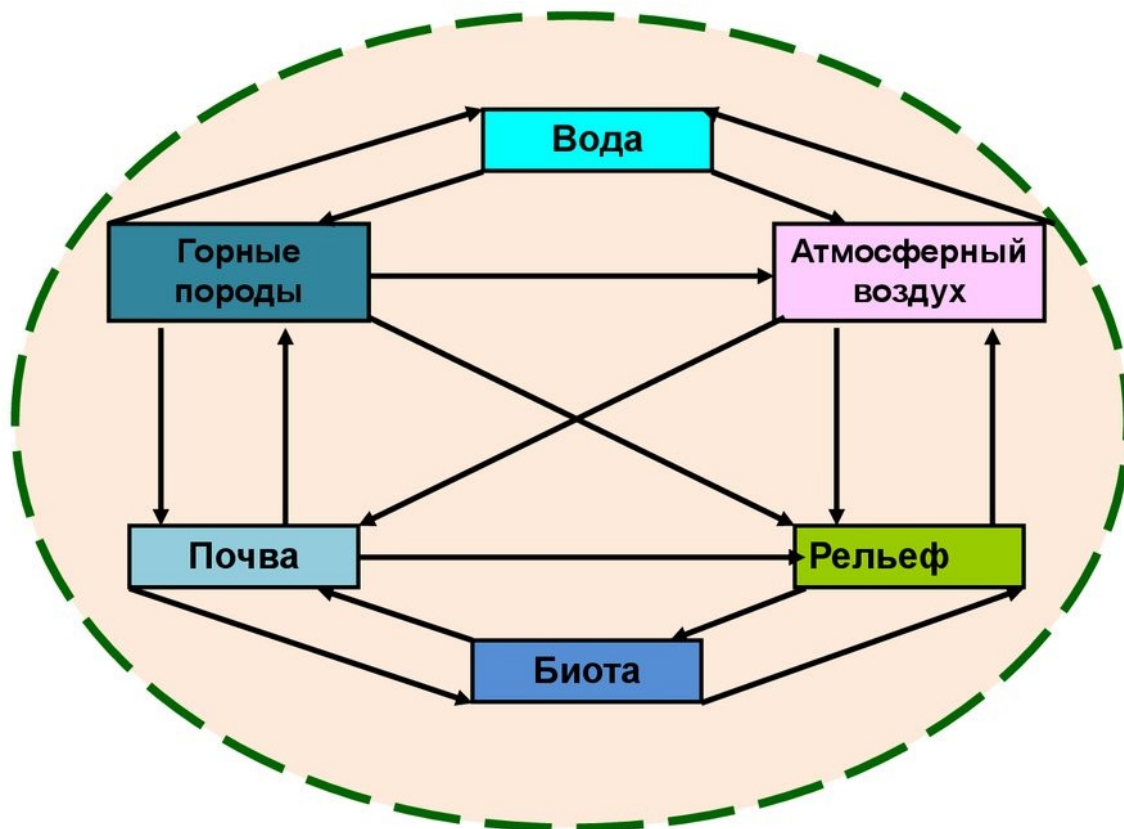 Вода
Горные
породы
Атмосферный
воздух
Почва
Рельеф
Биота